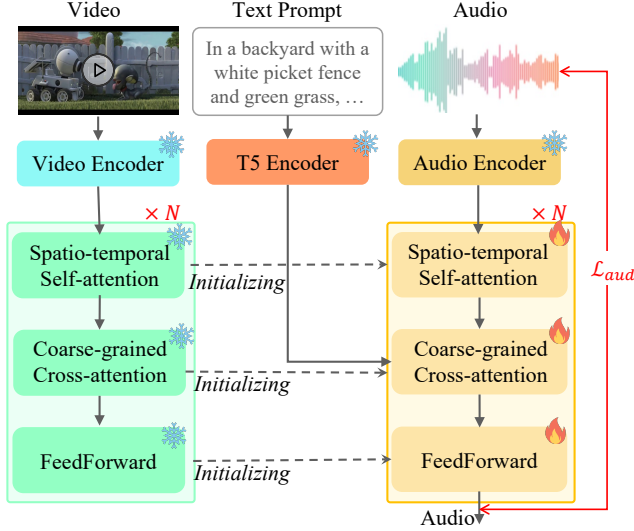 Video
Text Prompt
Audio
In a backyard with a
white picket fence
and green grass, …
Video Encoder
T5 Encoder
Audio Encoder
× N
× N
Spatio-temporal
Self-attention
Initializing
Spatio-temporal
Self-attention
ℒ_aud
Coarse-grained
Cross-attention
Initializing
Coarse-grained
Cross-attention
FeedForward
Initializing
FeedForward
Audio